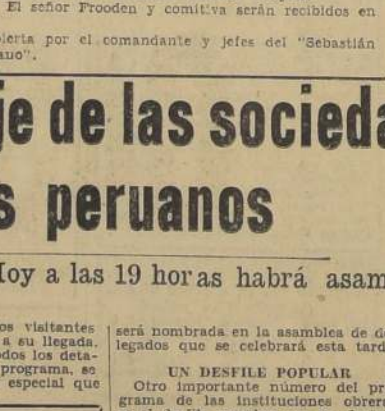 El señor Frooden y comitiva serán recibidos en
por el comandante y jefes del "Sebastián
je de las socieda
s peruanos
Hoy a las 19 horas habrá asam
os visitantes
a su llegada.
odos los deta-
programa, se
especial que
será nombrada en la asamblea de de
legados que se celebrará esta tard
UN DESFILE POPULAR
Otro importante número del pr
grama de las instituciones obrer